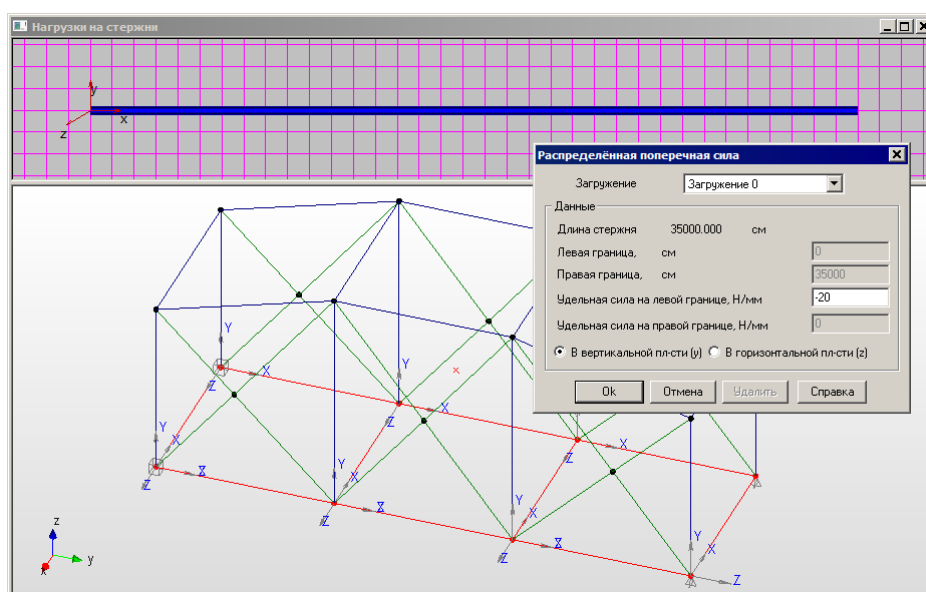 Нагрузки на стержни
y
z
x
Распределённая поперечная сила
Загружение
Загружение 0
Данные
Длина стержня 35000.000 см
Левая граница, см 0
Правая граница, см 35000
Удельная сила на левой границе, Н/мм -20
Удельная сила на правой границе, Н/мм 0
В вертикальной пл-сти (y) В горизонтальной пл-сти (z)
Ok Отмена Удалить Справка
Y
X
Z
Y
X
Z
X
Z
Y
X
Z
Y
X
Z
Y
X
Z
Y
X
Z
z
y
x